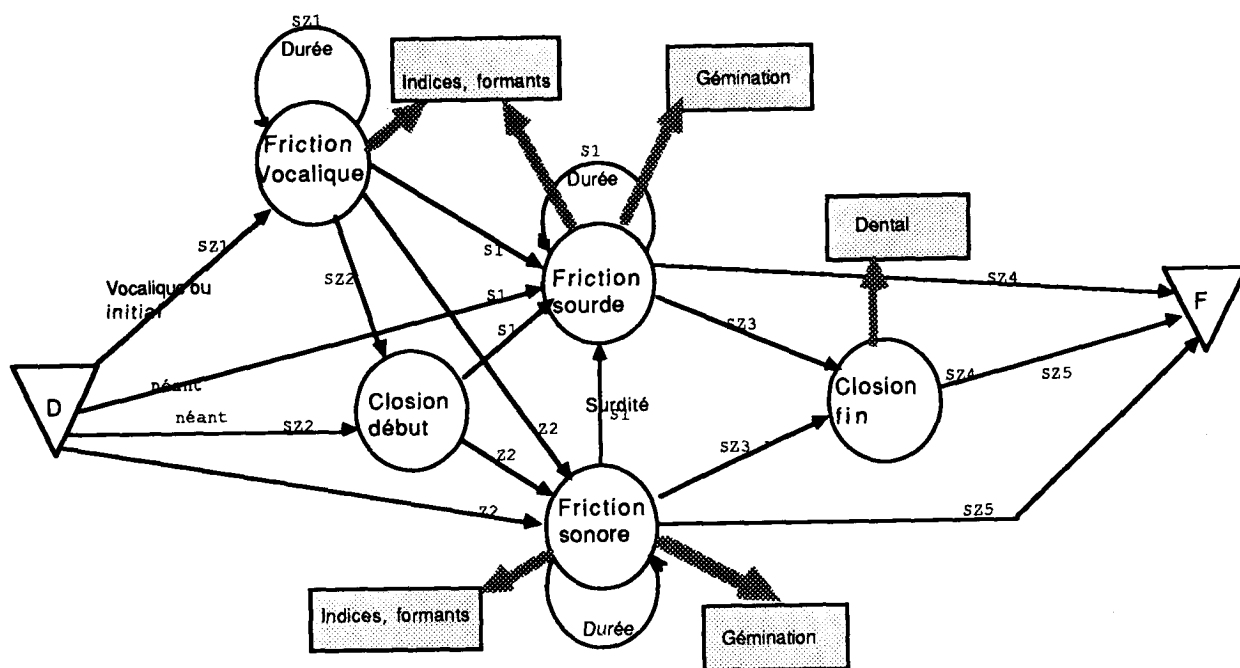 SZ1
Durée
Indices, formants
Gémination
Friction
Vocalique
S1
Durée
Dental
SZ1
S1
SZ2
Friction
sourde
SZ4
F
Vocalique ou
initial
S1
S1
SZ3
néant
D
Closion
début
Closion
fin
SZ4
SZ5
néant
SZ2
Surdité
S1
Z2
Z2
SZ3
Z2
Friction
sonore
SZ5
Indices, formants
Durée
Gémination